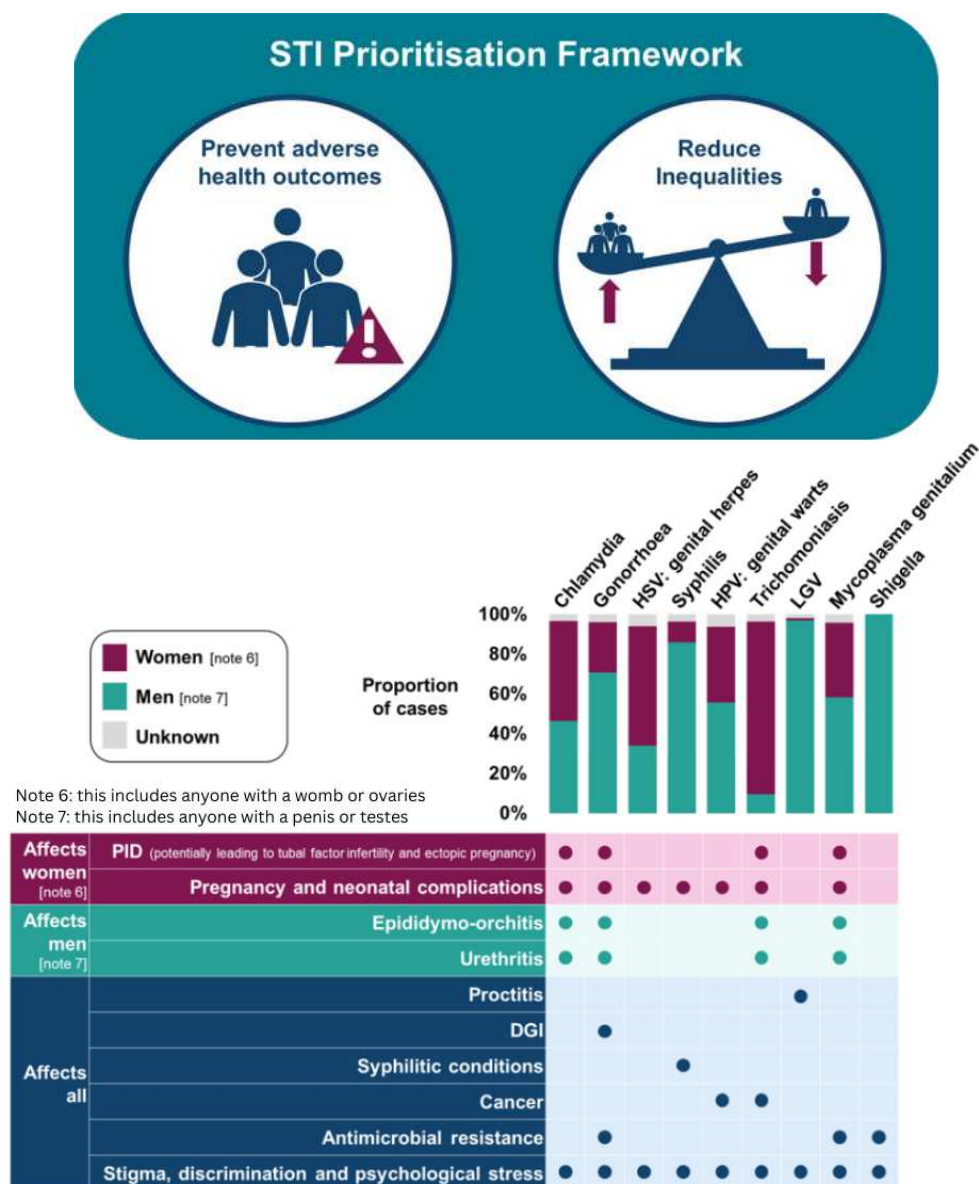 STI Prioritisation Framework
Prevent adverse
health outcomes
Reduce
Inequalities
Chlamydia
Gonorrhoea
HSV: genital herpes
Syphilis
HPV: genital warts
Trichomoniasis
LGV
Mycoplasma genitalium
Shigella
Women [note 6]
Men [note 7]
Unknown
Proportion
of cases
100%
80%
60%
40%
20%
0%
Note 6: this includes anyone with a womb or ovaries
Note 7: this includes anyone with a penis or testes
Affects
women
[note 6]
PID (potentially leading to tubal factor infertility and ectopic pregnancy)
Pregnancy and neonatal complications
Affects
men
[note 7]
Epididymo-orchitis
Urethritis
Affects
all
Proctitis
DGI
Syphilitic conditions
Cancer
Antimicrobial resistance
Stigma, discrimination and psychological stress